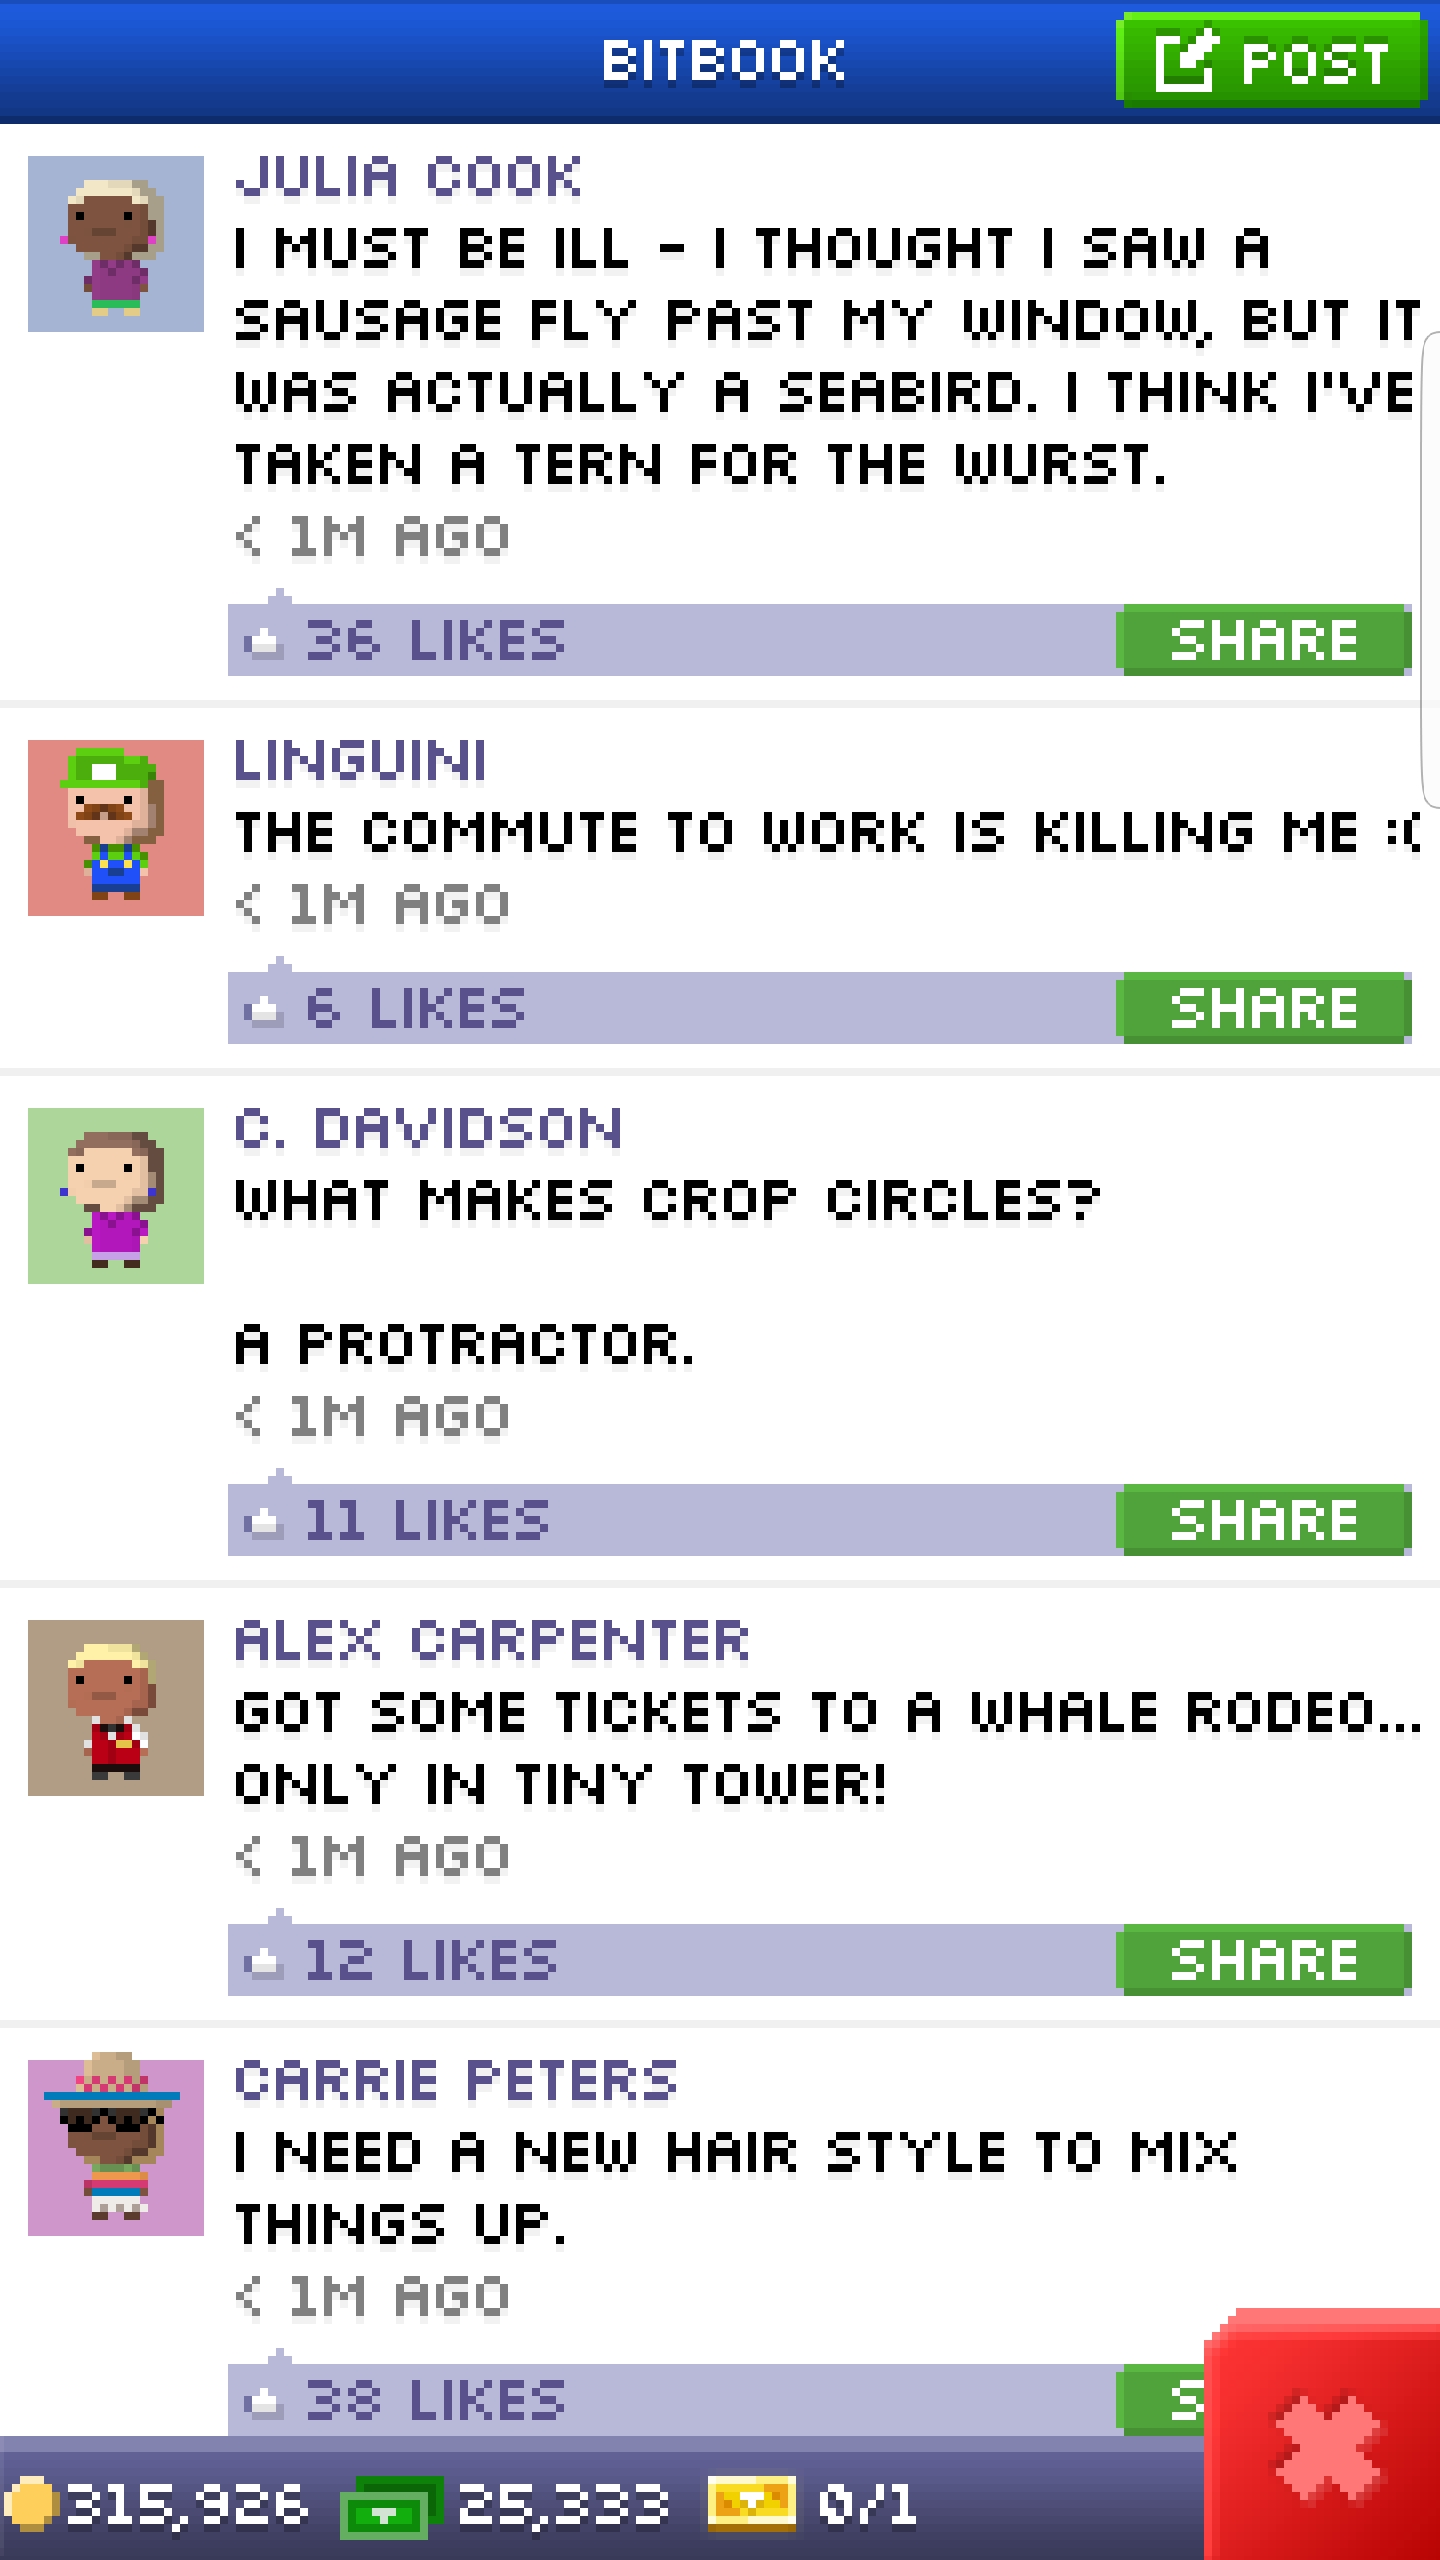 BITBOOK
POST
JULIA COOK
I MUST BE ILL - I THOUGHT I SAW A
SAUSAGE FLY PAST MY WINDOW, BUT IT
WAS ACTUALLY A SEABIRD. I THINK I'VE
TAKEN A TERN FOR THE WURST.
< 1M AGO
36 LIKES
SHARE
LINGUINI
THE COMMUTE TO WORK IS KILLING ME :(
< 1M AGO
6 LIKES
SHARE
C. DAVIDSON
WHAT MAKES CROP CIRCLES?
A PROTRACTOR.
< 1M AGO
11 LIKES
SHARE
ALEX CARPENTER
GOT SOME TICKETS TO A WHALE RODEO...
ONLY IN TINY TOWER!
< 1M AGO
12 LIKES
SHARE
CARRIE PETERS
I NEED A NEW HAIR STYLE TO MIX
THINGS UP.
< 1M AGO
38 LIKES
S
315,926
25,333
0/1